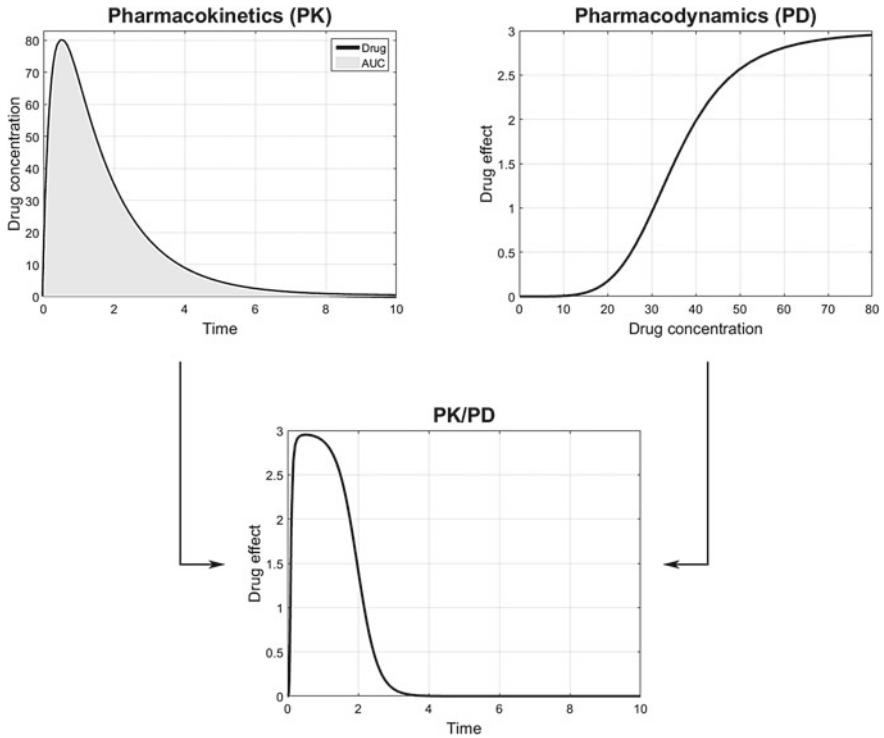 Pharmacokinetics (PK)
Drug concentration
80
70
60
50
40
30
20
10
0
Drug
AUC
0 2 4 6 8 10
Time
Pharmacodynamics (PD)
Drug effect
3
2.5
2
1.5
1
0.5
0
0 10 20 30 40 50 60 70 80
Drug concentration
PK/PD
Drug effect
3
2.5
2
1.5
1
0.5
0
0 2 4 6 8 10
Time